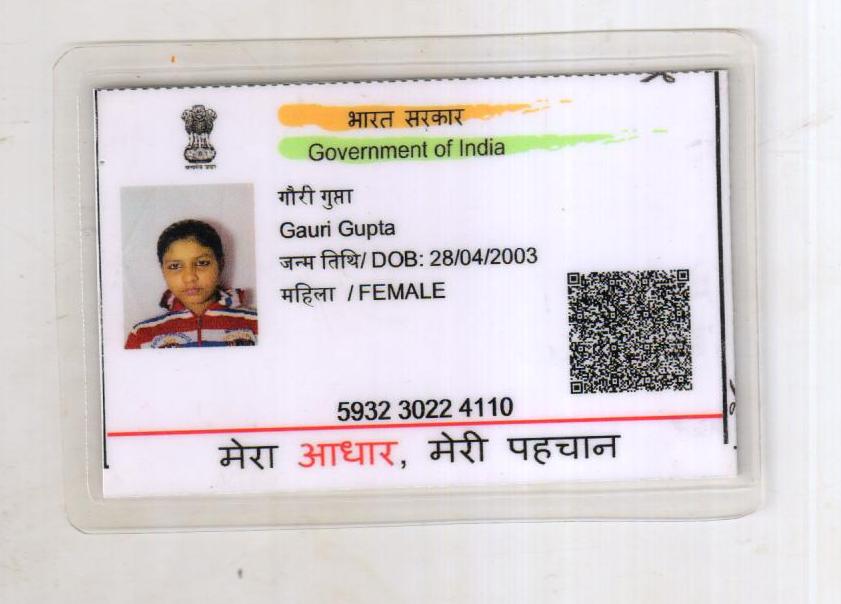 भारत सरकार
Government of India
गौरी गुप्ता
Gauri Gupta
जन्म तिथि/ DOB: 28/04/2003
महिला / FEMALE
5932 3022 4110
मेरा आधार, मेरी पहचान